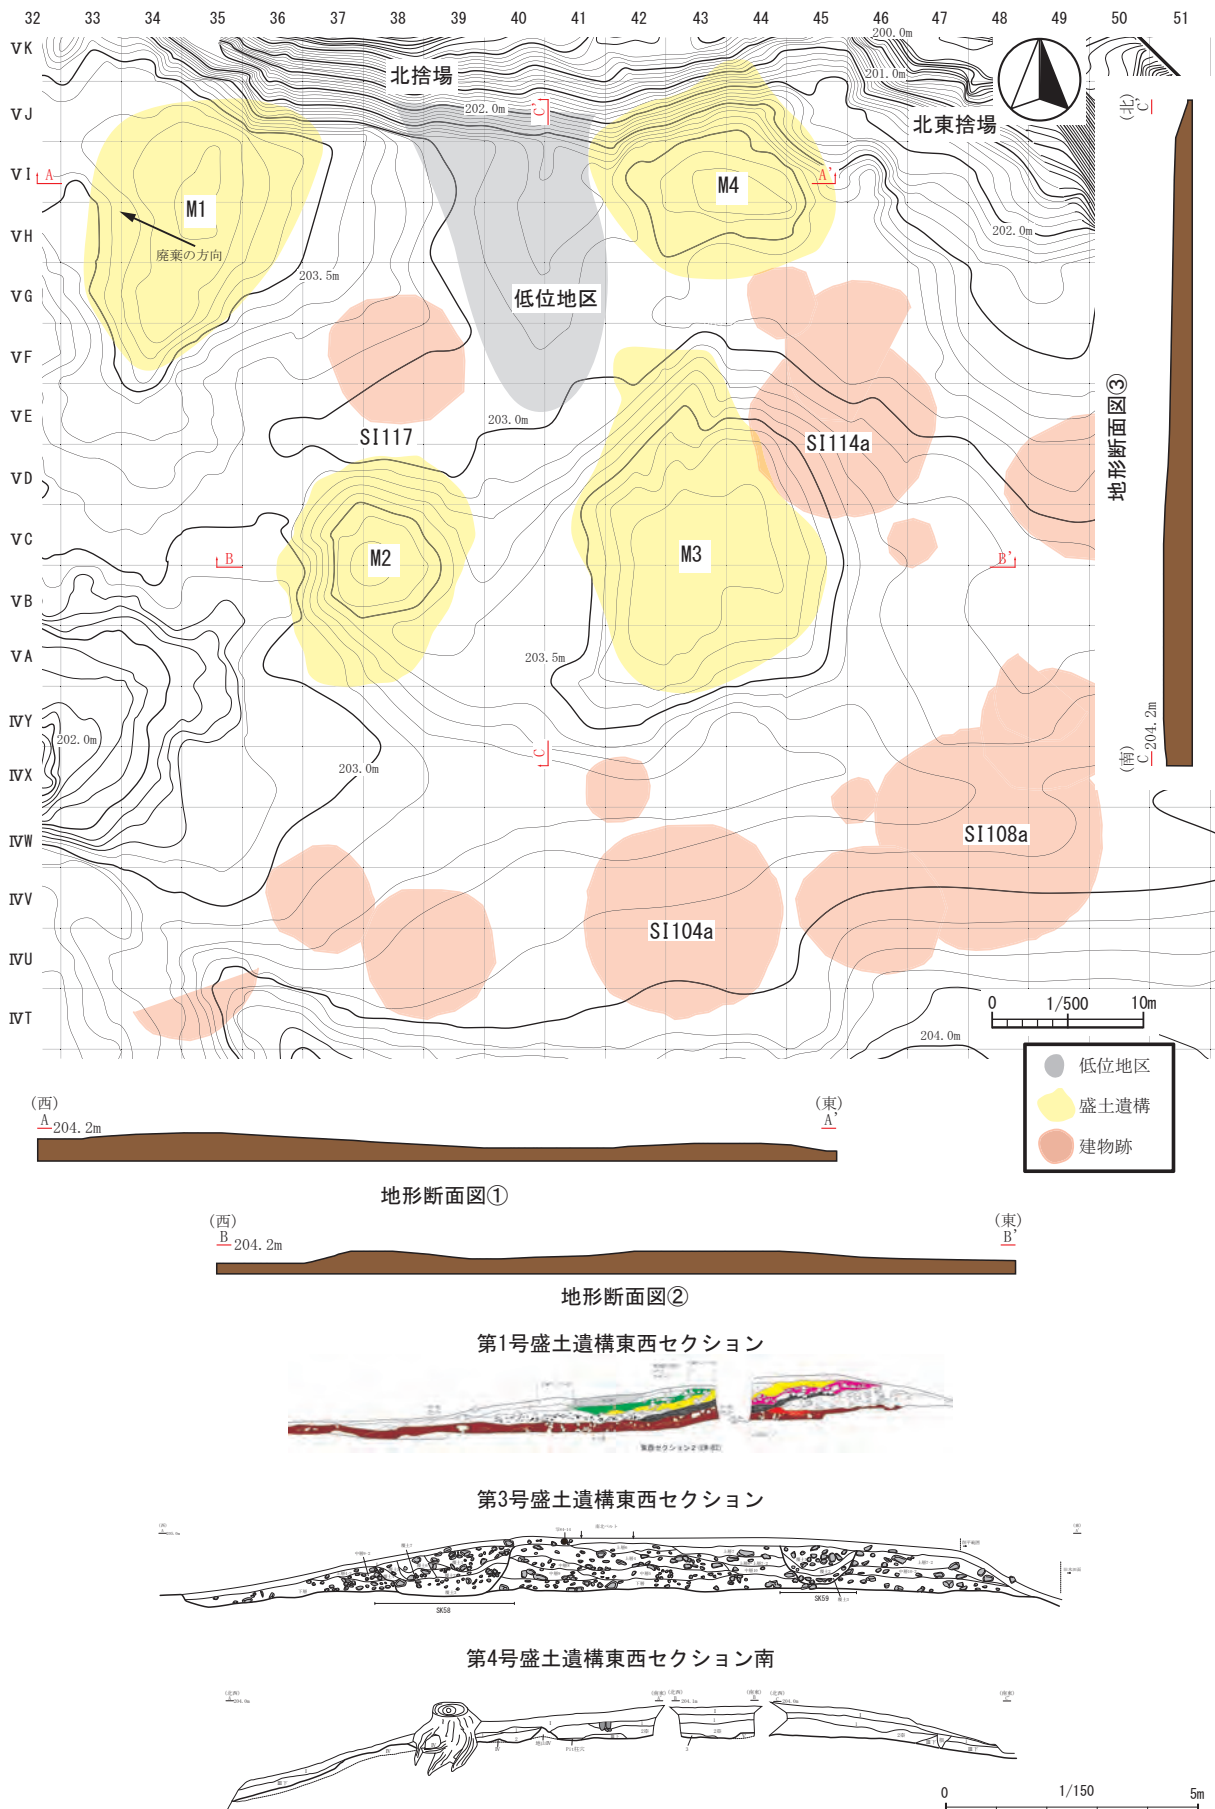 32 33 34 35 36 37 38 39 40 41 42 43 44 45 46 47 48 49 50 51
ⅤK
ⅤJ
ⅤI
ⅤH
ⅤG
ⅤF
ⅤE
ⅤD
ⅤC
ⅤB
ⅤA
ⅣY
ⅣX
ⅣW
ⅣV
ⅣU
ⅣT
200.0m
201.0m
北捨場
202.0m
C'
北東捨場
A
A'
M1
M4
廃棄の方向
202.0m
203.5m
低位地区
203.0m
SI117
SI114a
M2
M3
B
B'
203.5m
202.0m
203.0m
C
SI108a
SI104a
204.0m
0 1/500 10m
低位地区
盛土遺構
建物跡
(北)
C'
地形断面図③
(南)
C 204.2m
(西)
A 204.2m
(東)
A'
地形断面図①
(西)
B 204.2m
(東)
B'
地形断面図②
第1号盛土遺構東西セクション
第3号盛土遺構東西セクション
SK58
SK59
第4号盛土遺構東西セクション南
0 1/150 5m